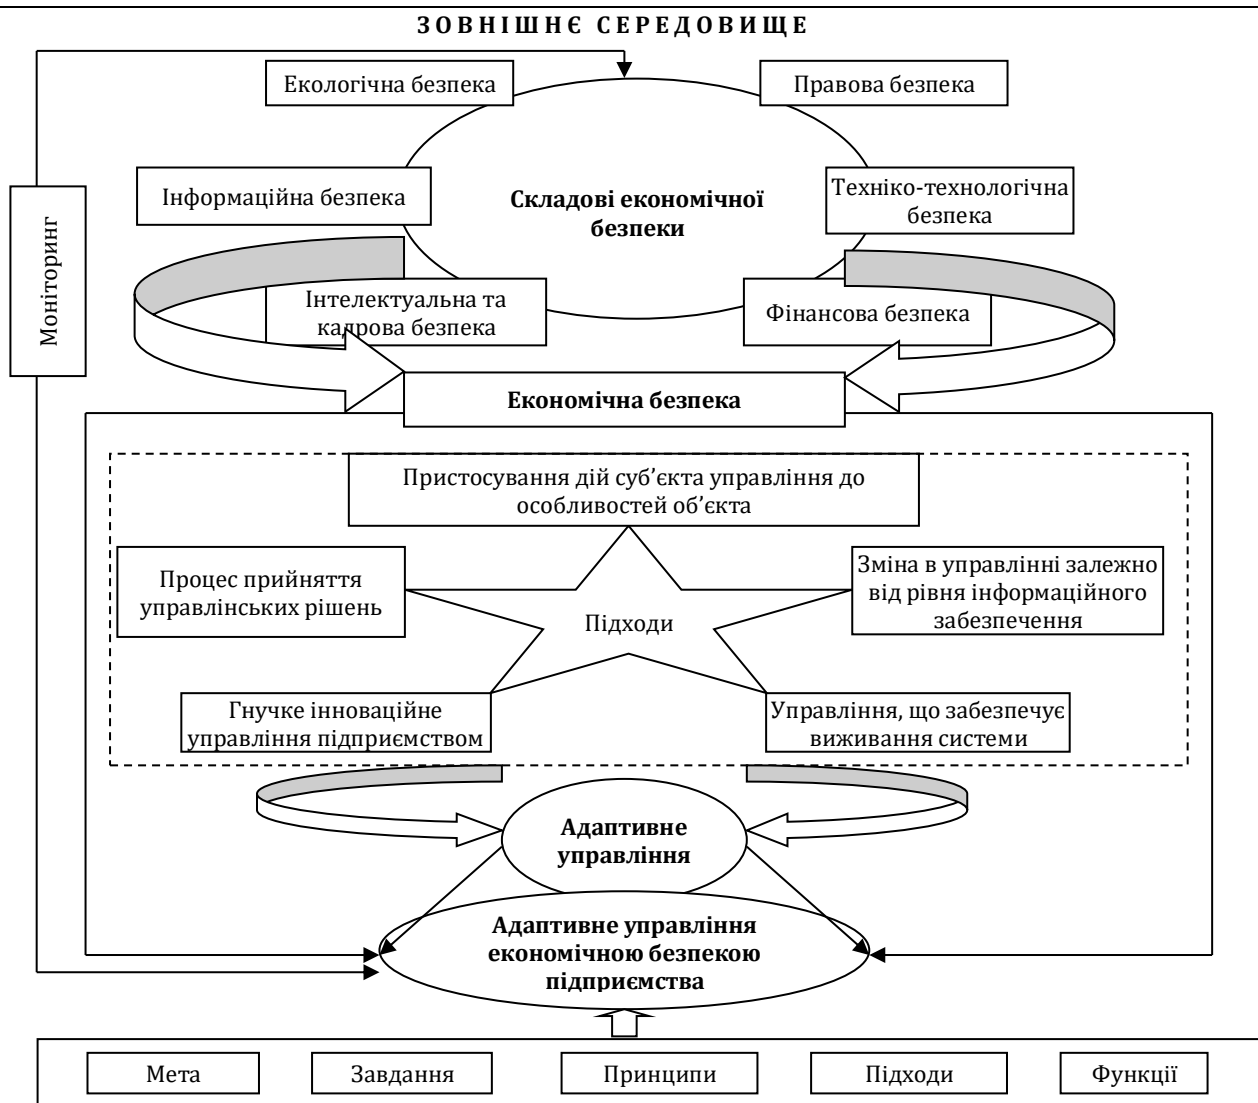 ЗОВНІШНЄ СЕРЕДОВИЩЕ
Екологічна безпека
Правова безпека
Інформаційна безпека
Складові економічної
безпеки
Техніко-технологічна
безпека
Моніторинг
Інтелектуальна та
кадрова безпека
Фінансова безпека
Економічна безпека
Пристосування дій суб’єкта управління до
особливостей об’єкта
Процес прийняття
управлінських рішень
Підходи
Зміна в управлінні залежно
від рівня інформаційного
забезпечення
Гнучке інноваційне
управління підприємством
Управління, що забезпечує
виживання системи
Адаптивне
управління
Адаптивне управління
економічною безпекою
підприємства
Мета
Завдання
Принципи
Підходи
Функції